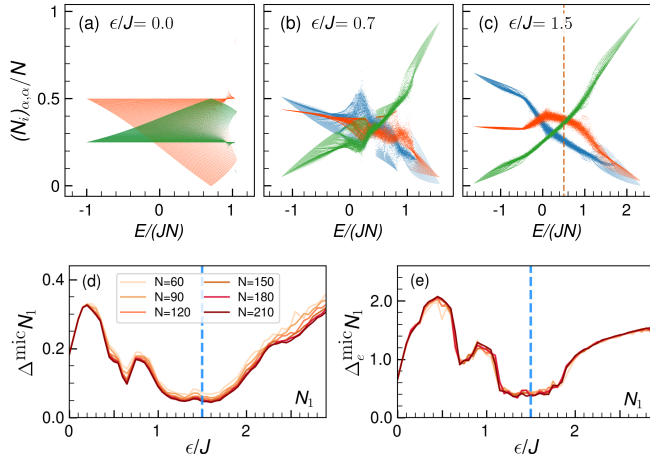 (a) ϵ/J= 0.0
(b) ϵ/J= 0.7
(c) ϵ/J= 1.5
(N_i)_{α,α}/N
1
0.5
0
-1 0 1
-1 0 1
-1 0 1 2
E/(JN)
E/(JN)
E/(JN)
(d)
N=60 N=150
N=90 N=180
N=120 N=210
Δ^{mic} N_1
0.4
0.2
0.0
0 1 2
ϵ/J
N_1
(e)
Δ_e^{mic} N_1
2.0
1.0
0.0
0 1 2
ϵ/J
N_1